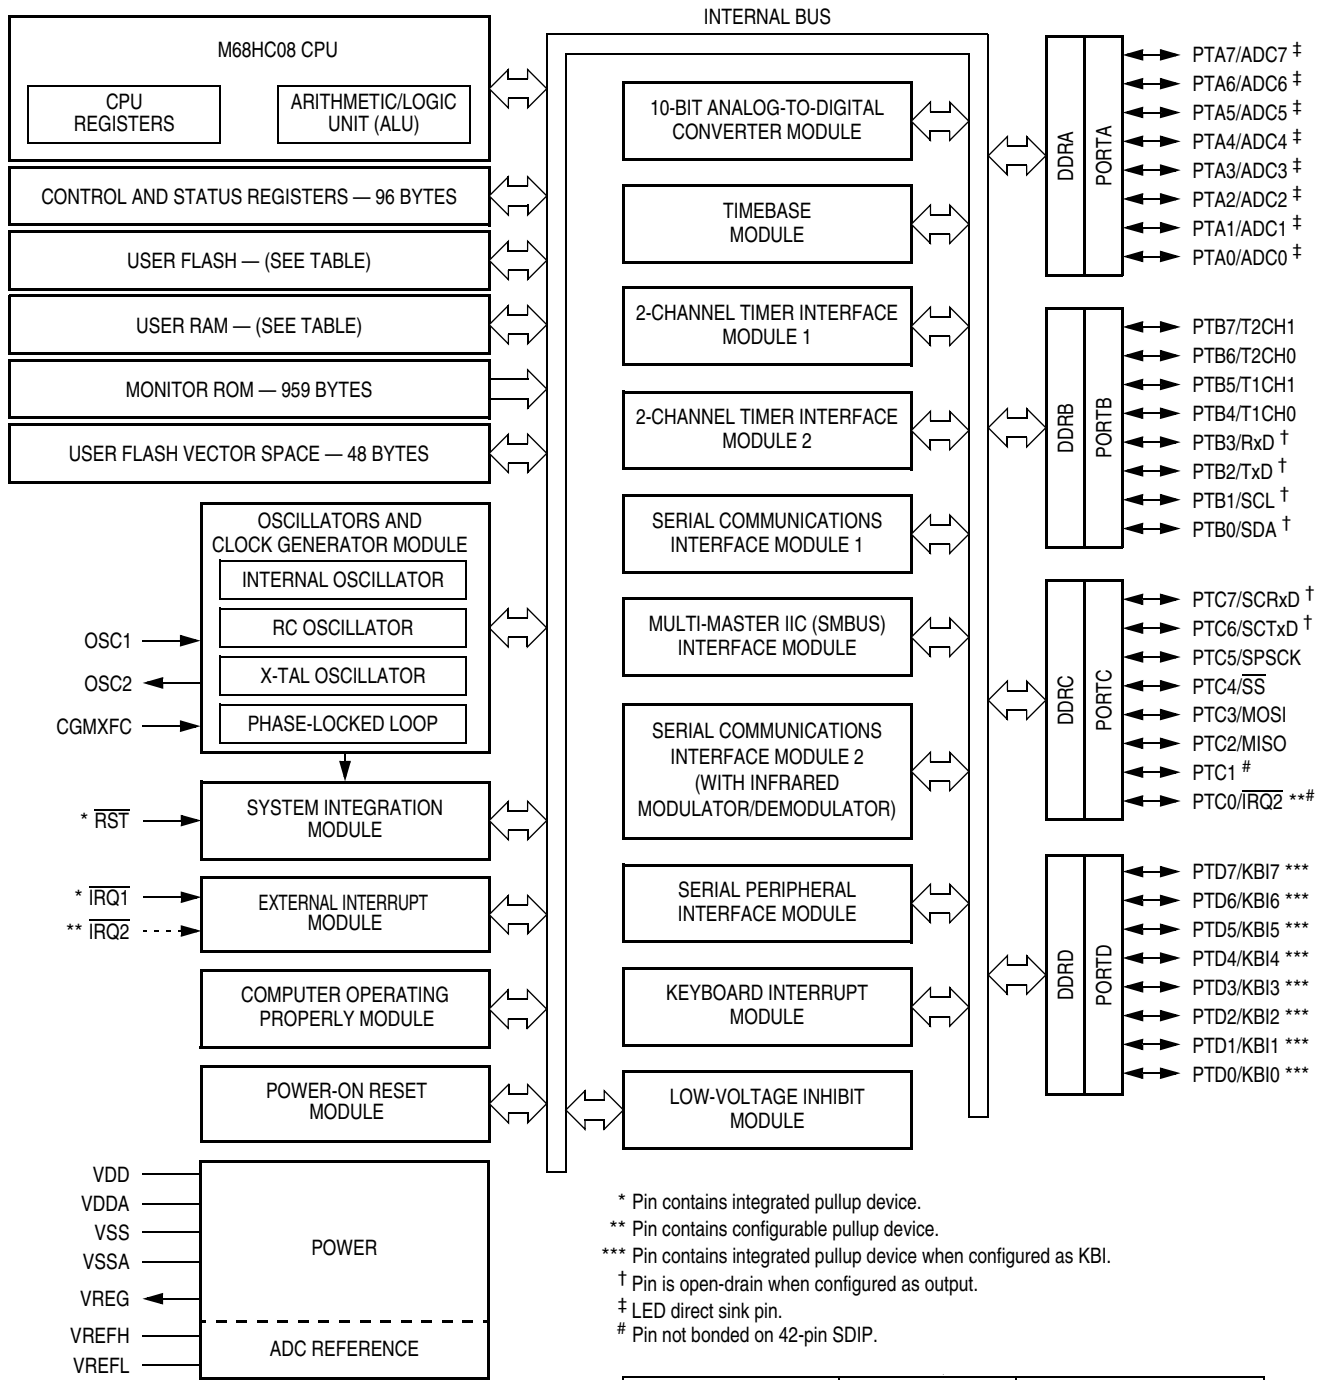 INTERNAL BUS
M68HC08 CPU
CPU
REGISTERS
ARITHMETIC/LOGIC
UNIT (ALU)
CONTROL AND STATUS REGISTERS — 96 BYTES
USER FLASH — (SEE TABLE)
USER RAM — (SEE TABLE)
MONITOR ROM — 959 BYTES
USER FLASH VECTOR SPACE — 48 BYTES
OSCILLATORS AND
CLOCK GENERATOR MODULE
INTERNAL OSCILLATOR
RC OSCILLATOR
X-TAL OSCILLATOR
PHASE-LOCKED LOOP
OSC1
OSC2
CGMXFC
SYSTEM INTEGRATION
MODULE
* RST
EXTERNAL INTERRUPT
MODULE
* IRQ1
** IRQ2
COMPUTER OPERATING
PROPERLY MODULE
POWER-ON RESET
MODULE
VDD
VDDA
VSS
VSSA
VREG
VREFH
VREFL
POWER
ADC REFERENCE
10-BIT ANALOG-TO-DIGITAL
CONVERTER MODULE
TIMEBASE
MODULE
2-CHANNEL TIMER INTERFACE
MODULE 1
2-CHANNEL TIMER INTERFACE
MODULE 2
SERIAL COMMUNICATIONS
INTERFACE MODULE 1
MULTI-MASTER IIC (SMBUS)
INTERFACE MODULE
SERIAL COMMUNICATIONS
INTERFACE MODULE 2
(WITH INFRARED
MODULATOR/DEMODULATOR)
SERIAL PERIPHERAL
INTERFACE MODULE
KEYBOARD INTERRUPT
MODULE
LOW-VOLTAGE INHIBIT
MODULE
DDRA
PORTA
PTA7/ADC7 ‡
PTA6/ADC6 ‡
PTA5/ADC5 ‡
PTA4/ADC4 ‡
PTA3/ADC3 ‡
PTA2/ADC2 ‡
PTA1/ADC1 ‡
PTA0/ADC0 ‡
DDRB
PORTB
PTB7/T2CH1
PTB6/T2CH0
PTB5/T1CH1
PTB4/T1CH0
PTB3/RxD †
PTB2/TxD †
PTB1/SCL †
PTB0/SDA †
DDRC
PORTC
PTC7/SCRxD †
PTC6/SCTxD †
PTC5/SPSCK
PTC4/SS
PTC3/MOSI
PTC2/MISO
PTC1 #
PTC0/IRQ2 **#
DDRD
PORTD
PTD7/KBI7 ***
PTD6/KBI6 ***
PTD5/KBI5 ***
PTD4/KBI4 ***
PTD3/KBI3 ***
PTD2/KBI2 ***
PTD1/KBI1 ***
PTD0/KBI0 ***
* Pin contains integrated pullup device.
** Pin contains configurable pullup device.
*** Pin contains integrated pullup device when configured as KBI.
† Pin is open-drain when configured as output.
‡ LED direct sink pin.
# Pin not bonded on 42-pin SDIP.